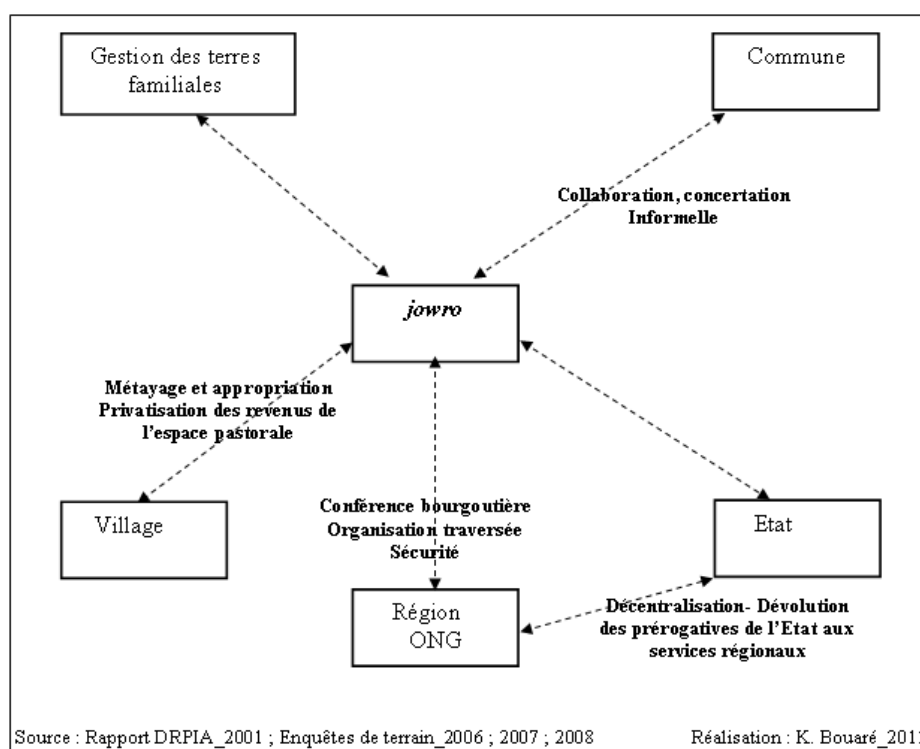 Gestion des terres
familiales
Commune
Collaboration, concertation
Informelle
jowro
Métayage et appropriation
Privatisation des revenus de
l'espace pastorale
Village
Conférence bourgoutière
Organisation traversée
Sécurité
Etat
Région
ONG
Décentralisation- Dévolution
des prérogatives de l'Etat aux
services régionaux
Source : Rapport DRPIA_2001 ; Enquêtes de terrain_2006 ; 2007 ; 2008
Réalisation : K. Bouaré